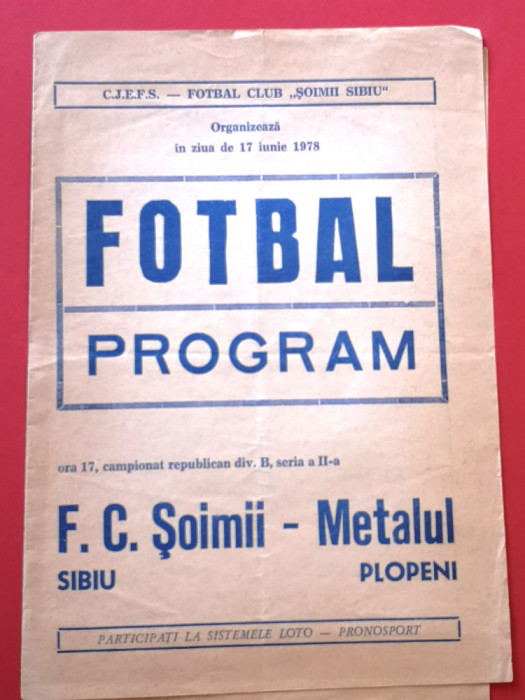 C.J.E.F.S. — FOTBAL CLUB „ŞOIMII SIBIU"
Organizează
în ziua de 17 iunie 1978
FOTBAL
PROGRAM
ora 17, campionat republican div. B, seria a II-a
F. C. Şoimii - Metalul
SIBIU PLOPENI
PARTICIPAŢI LA SISTEMELE LOTO — PRONOSPORT